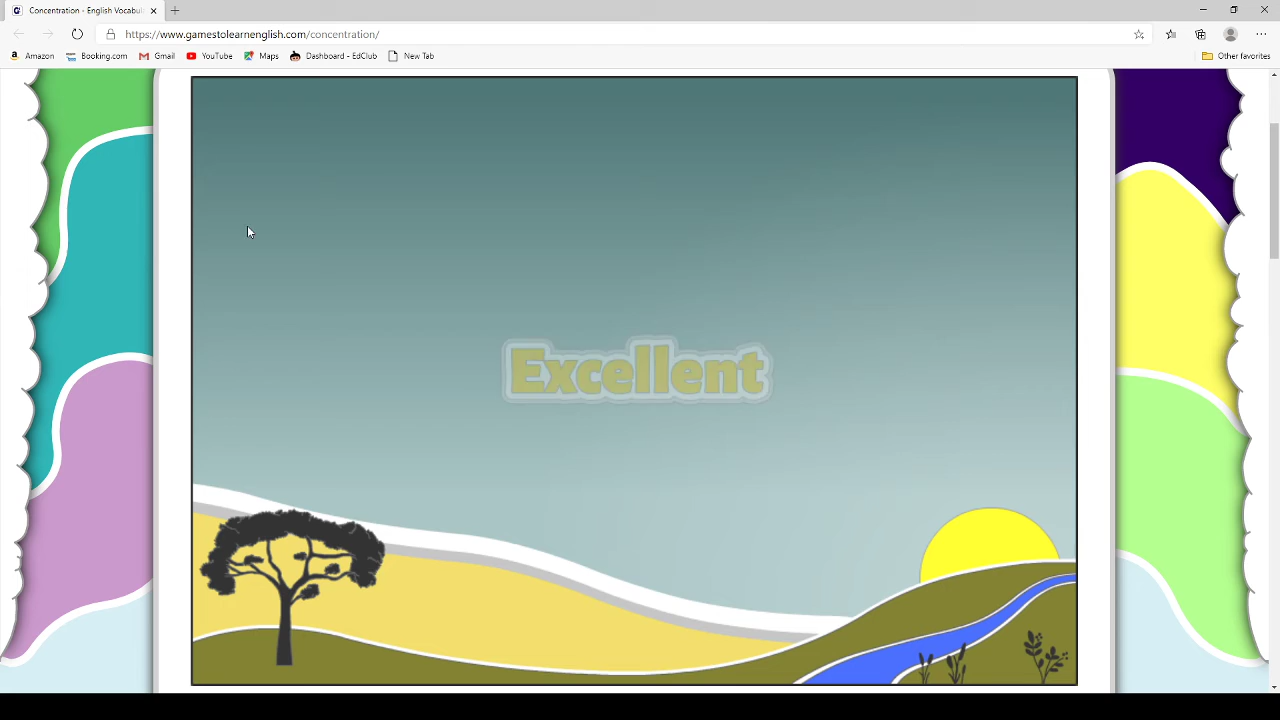 Concentration - English Vocabul
https://www.gamestolearnenglish.com/concentration/
Amazon
Booking.com
Gmail
YouTube
Maps
Dashboard - EdClub
New Tab
Other favorites
Excellent